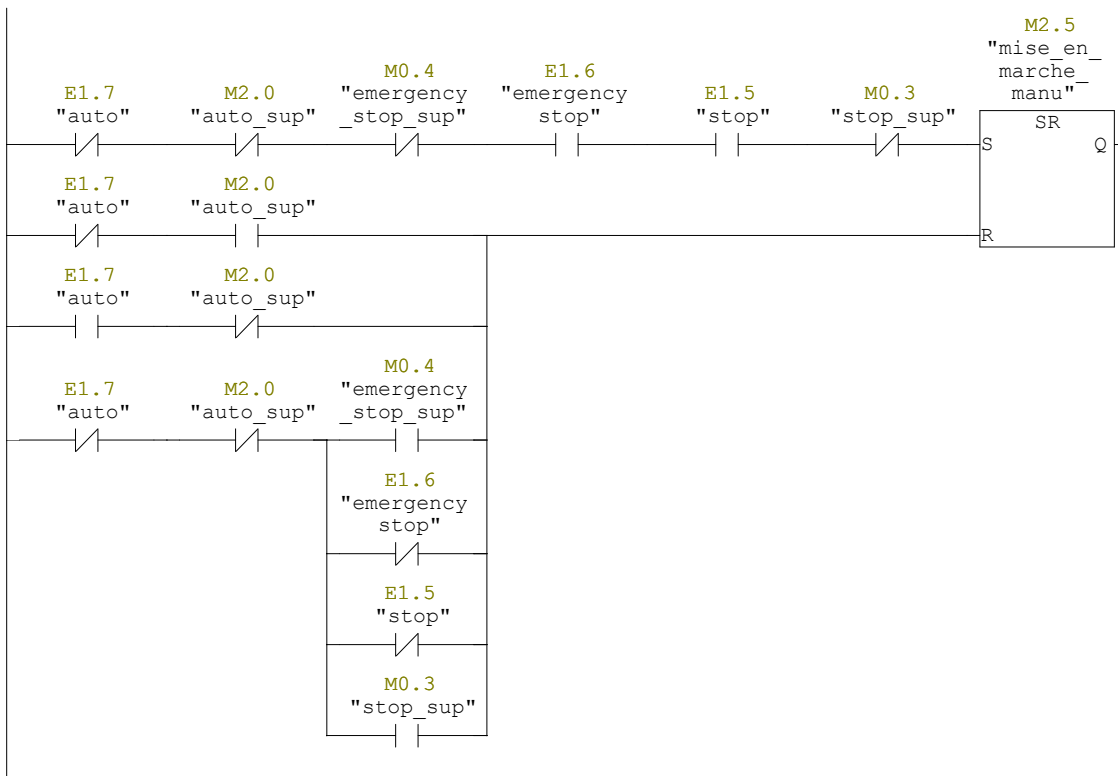 M2.5
"mise_en_
marche_
manu"
M0.4
E1.6
E1.7
M2.0
"emergency
"emergency
E1.5
M0.3
"auto"
"auto_sup"
_stop_sup"
stop"
"stop"
"stop_sup"
SR
S
Q
E1.7
M2.0
"auto"
"auto_sup"
R
E1.7
M2.0
"auto"
"auto_sup"
M0.4
E1.7
M2.0
"emergency
"auto"
"auto_sup"
_stop_sup"
E1.6
"emergency
stop"
E1.5
"stop"
M0.3
"stop_sup"